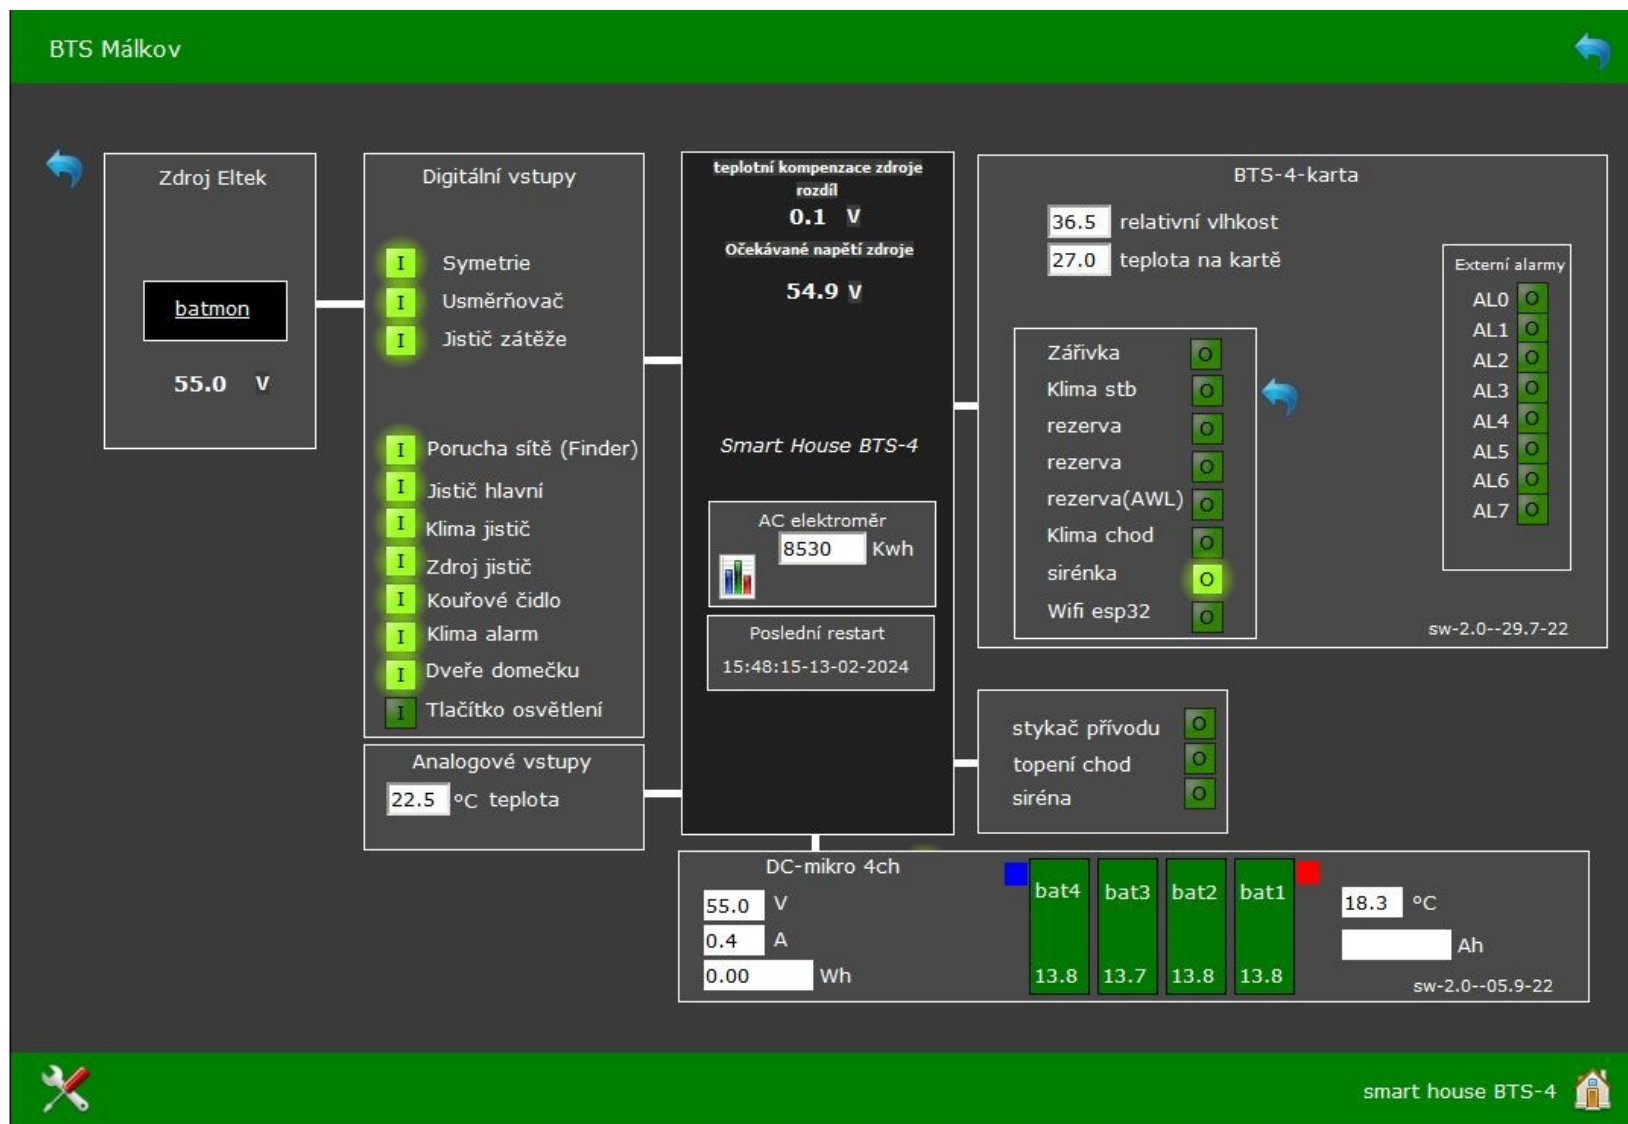 BTS Málkov
Zdroj Eltek
batmon
55.0 V
Digitální vstupy
I Symetrie
I Usměrňovač
I Jistič zátěže
I Porucha sítě (Finder)
I Jistič hlavní
I Klima jistič
I Zdroj jistič
I Kouřové čidlo
I Klima alarm
I Dveře domečku
I Tlačítko osvětlení
Analogové vstupy
22.5 °C teplota
teplotní kompenzace zdroje
rozdíl
0.1 V
Očekávané napětí zdroje
54.9 V
Smart House BTS-4
AC elektroměr
8530 Kwh
Poslední restart
15:48:15-13-02-2024
BTS-4-karta
36.5 relativní vlhkost
27.0 teplota na kartě
Zářivka O
Klima stb O
rezerva O
rezerva O
rezerva(AWL) O
Klima chod O
sirénka O
Wifi esp32 O
Externí alarmy
AL0 O
AL1 O
AL2 O
AL3 O
AL4 O
AL5 O
AL6 O
AL7 O
sw-2.0--29.7-22
stykač přívodu O
topení chod O
siréna O
DC-mikro 4ch
55.0 V
0.4 A
0.00 Wh
bat4 bat3 bat2 bat1
13.8 13.7 13.8 13.8
18.3 °C
Ah
sw-2.0--05.9-22
smart house BTS-4